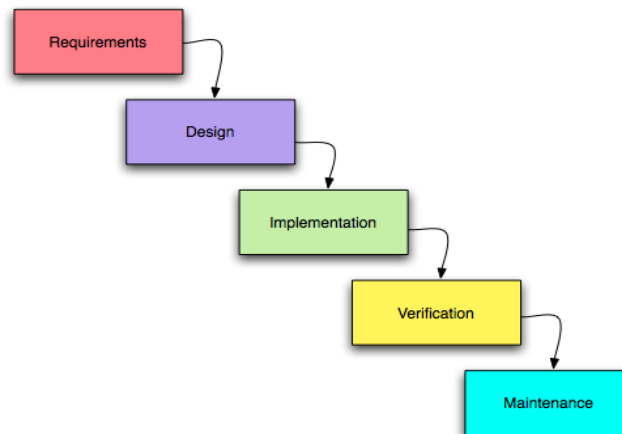 Requirements
Design
Implementation
Verification
Maintenance